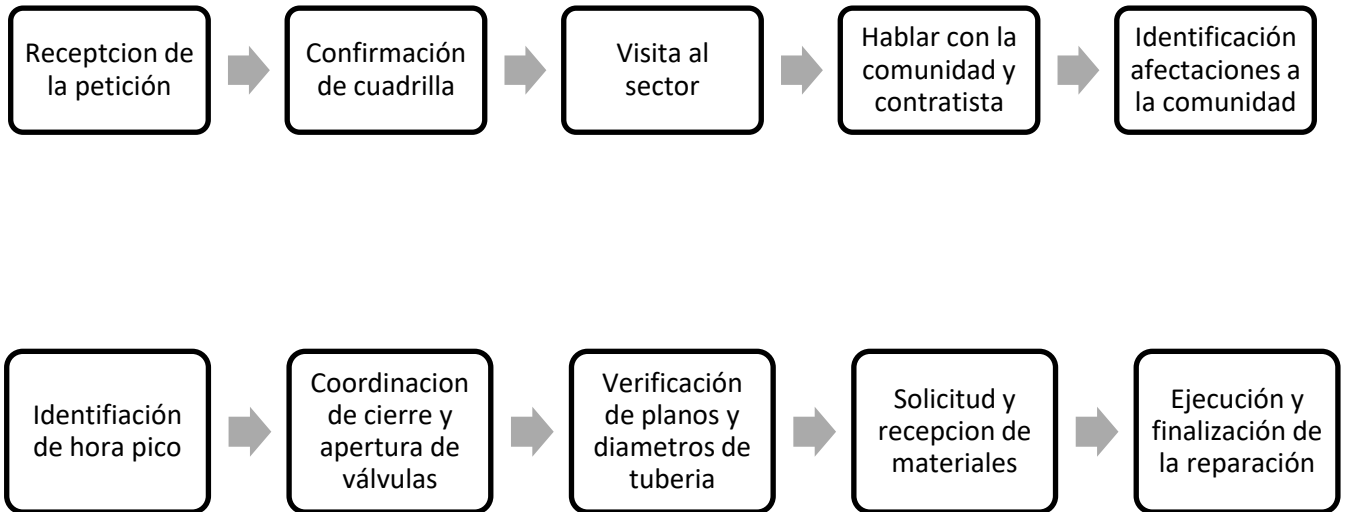 Receptcion de
la petición
Confirmación
de cuadrilla
Visita al
sector
Hablar con la
comunidad y
contratista
Identificación
afectaciones a
la comunidad
Identifiación
de hora pico
Coordinacion
de cierre y
apertura de
válvulas
Verificación
de planos y
diametros de
tuberia
Solicitud y
recepcion de
materiales
Ejecución y
finalización de
la reparación